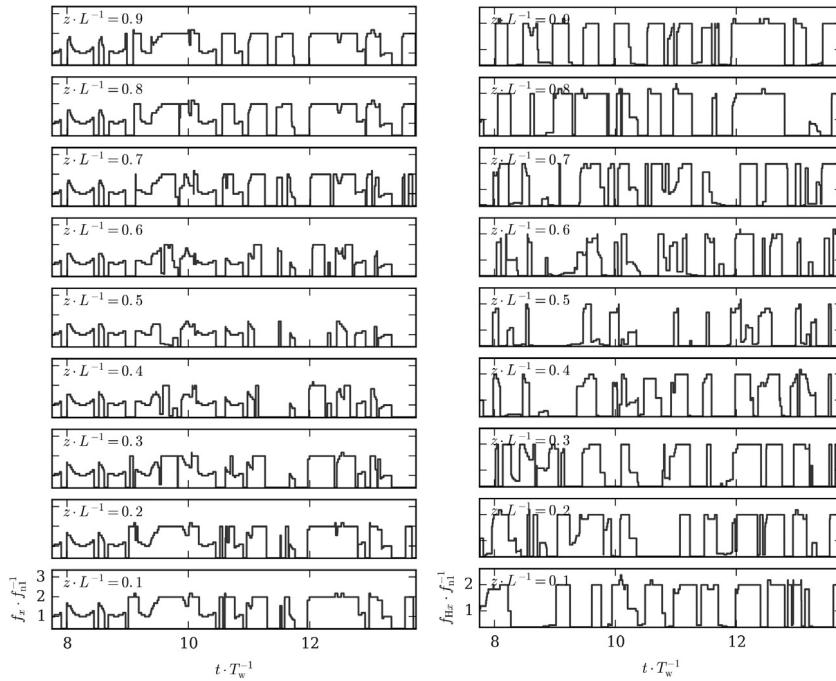 z · L⁻¹ = 0.9
z · L⁻¹ = 0.8
z · L⁻¹ = 0.7
z · L⁻¹ = 0.6
z · L⁻¹ = 0.5
z · L⁻¹ = 0.4
z · L⁻¹ = 0.3
z · L⁻¹ = 0.2
z · L⁻¹ = 0.1
3
2
1
fₓ · fₙ₁⁻¹
8 10 12
t · T_w⁻¹
z · L⁻¹ = 0.9
z · L⁻¹ = 0.8
z · L⁻¹ = 0.7
z · L⁻¹ = 0.6
z · L⁻¹ = 0.5
z · L⁻¹ = 0.4
z · L⁻¹ = 0.3
z · L⁻¹ = 0.2
z · L⁻¹ = 0.1
2
1
f_Hx · fₙ₁⁻¹
8 10 12
t · T_w⁻¹